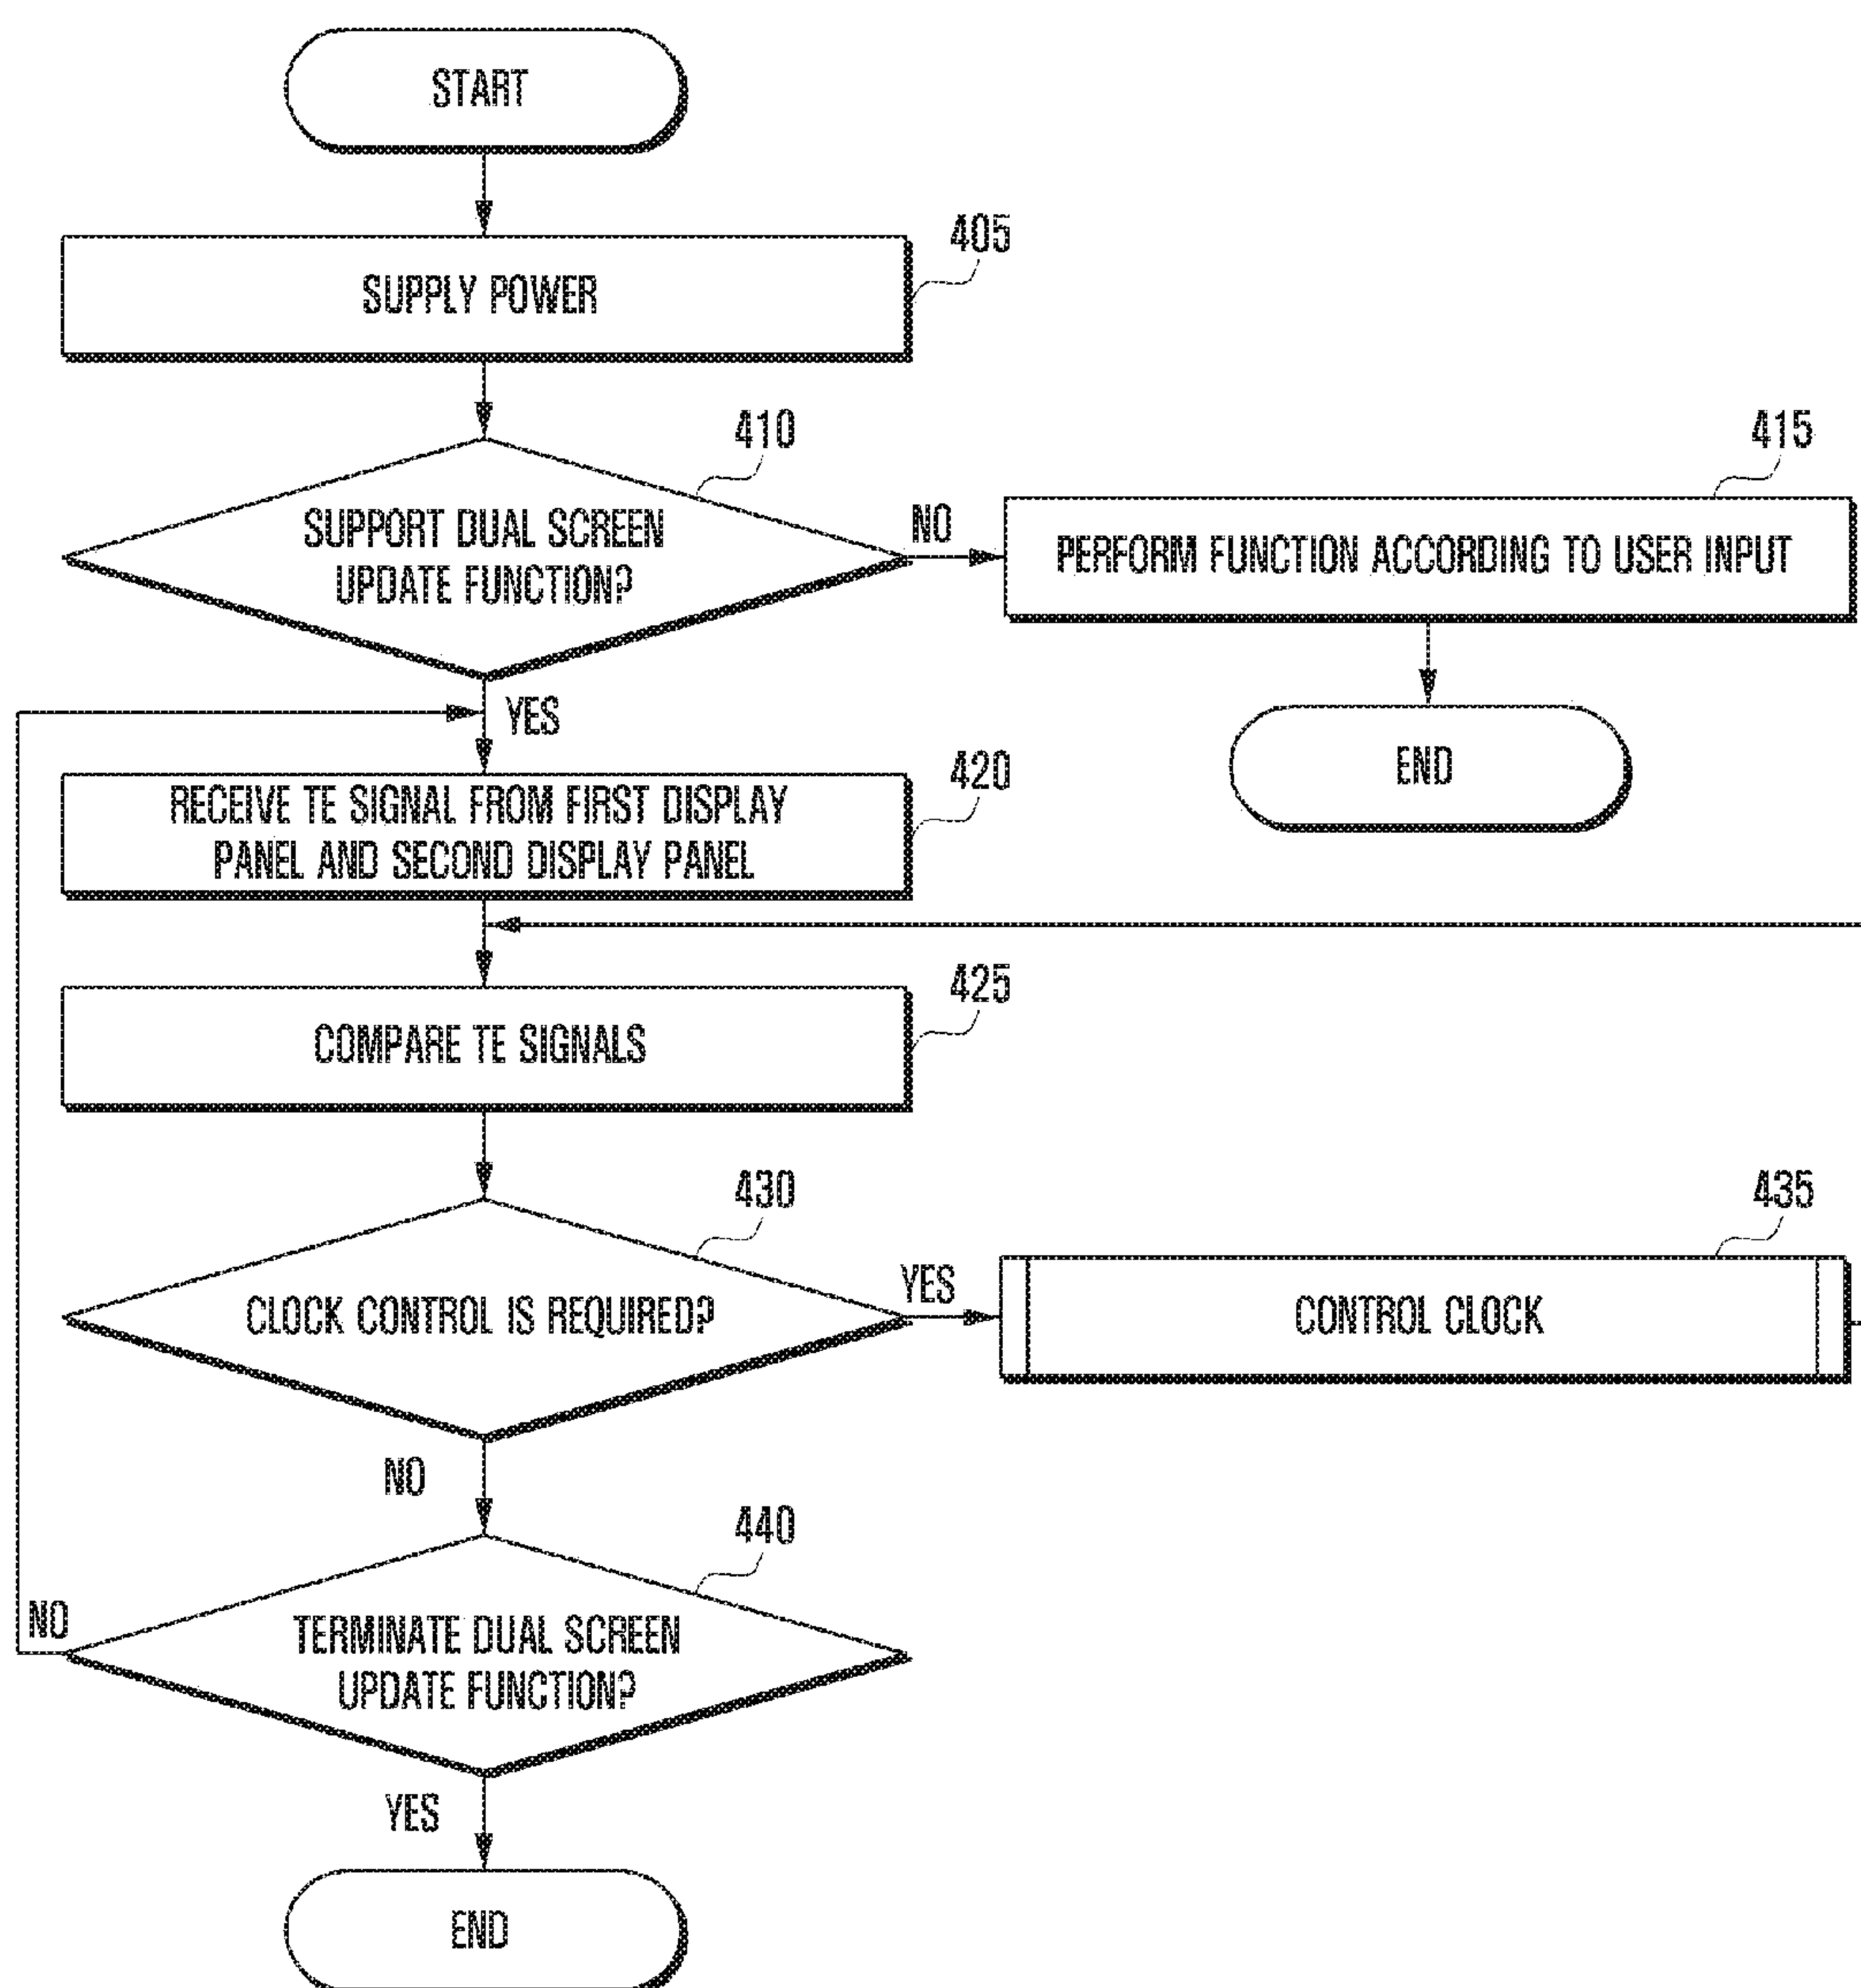 START
405
SUPPLY POWER
410
415
SUPPORT DUAL SCREEN
UPDATE FUNCTION?
NO
PERFORM FUNCTION ACCORDING TO USER INPUT
YES
END
420
RECEIVE TE SIGNAL FROM FIRST DISPLAY
PANEL AND SECOND DISPLAY PANEL
425
COMPARE TE SIGNALS
430
435
CLOCK CONTROL IS REQUIRED?
YES
CONTROL CLOCK
NO
440
NO
TERMINATE DUAL SCREEN
UPDATE FUNCTION?
YES
END